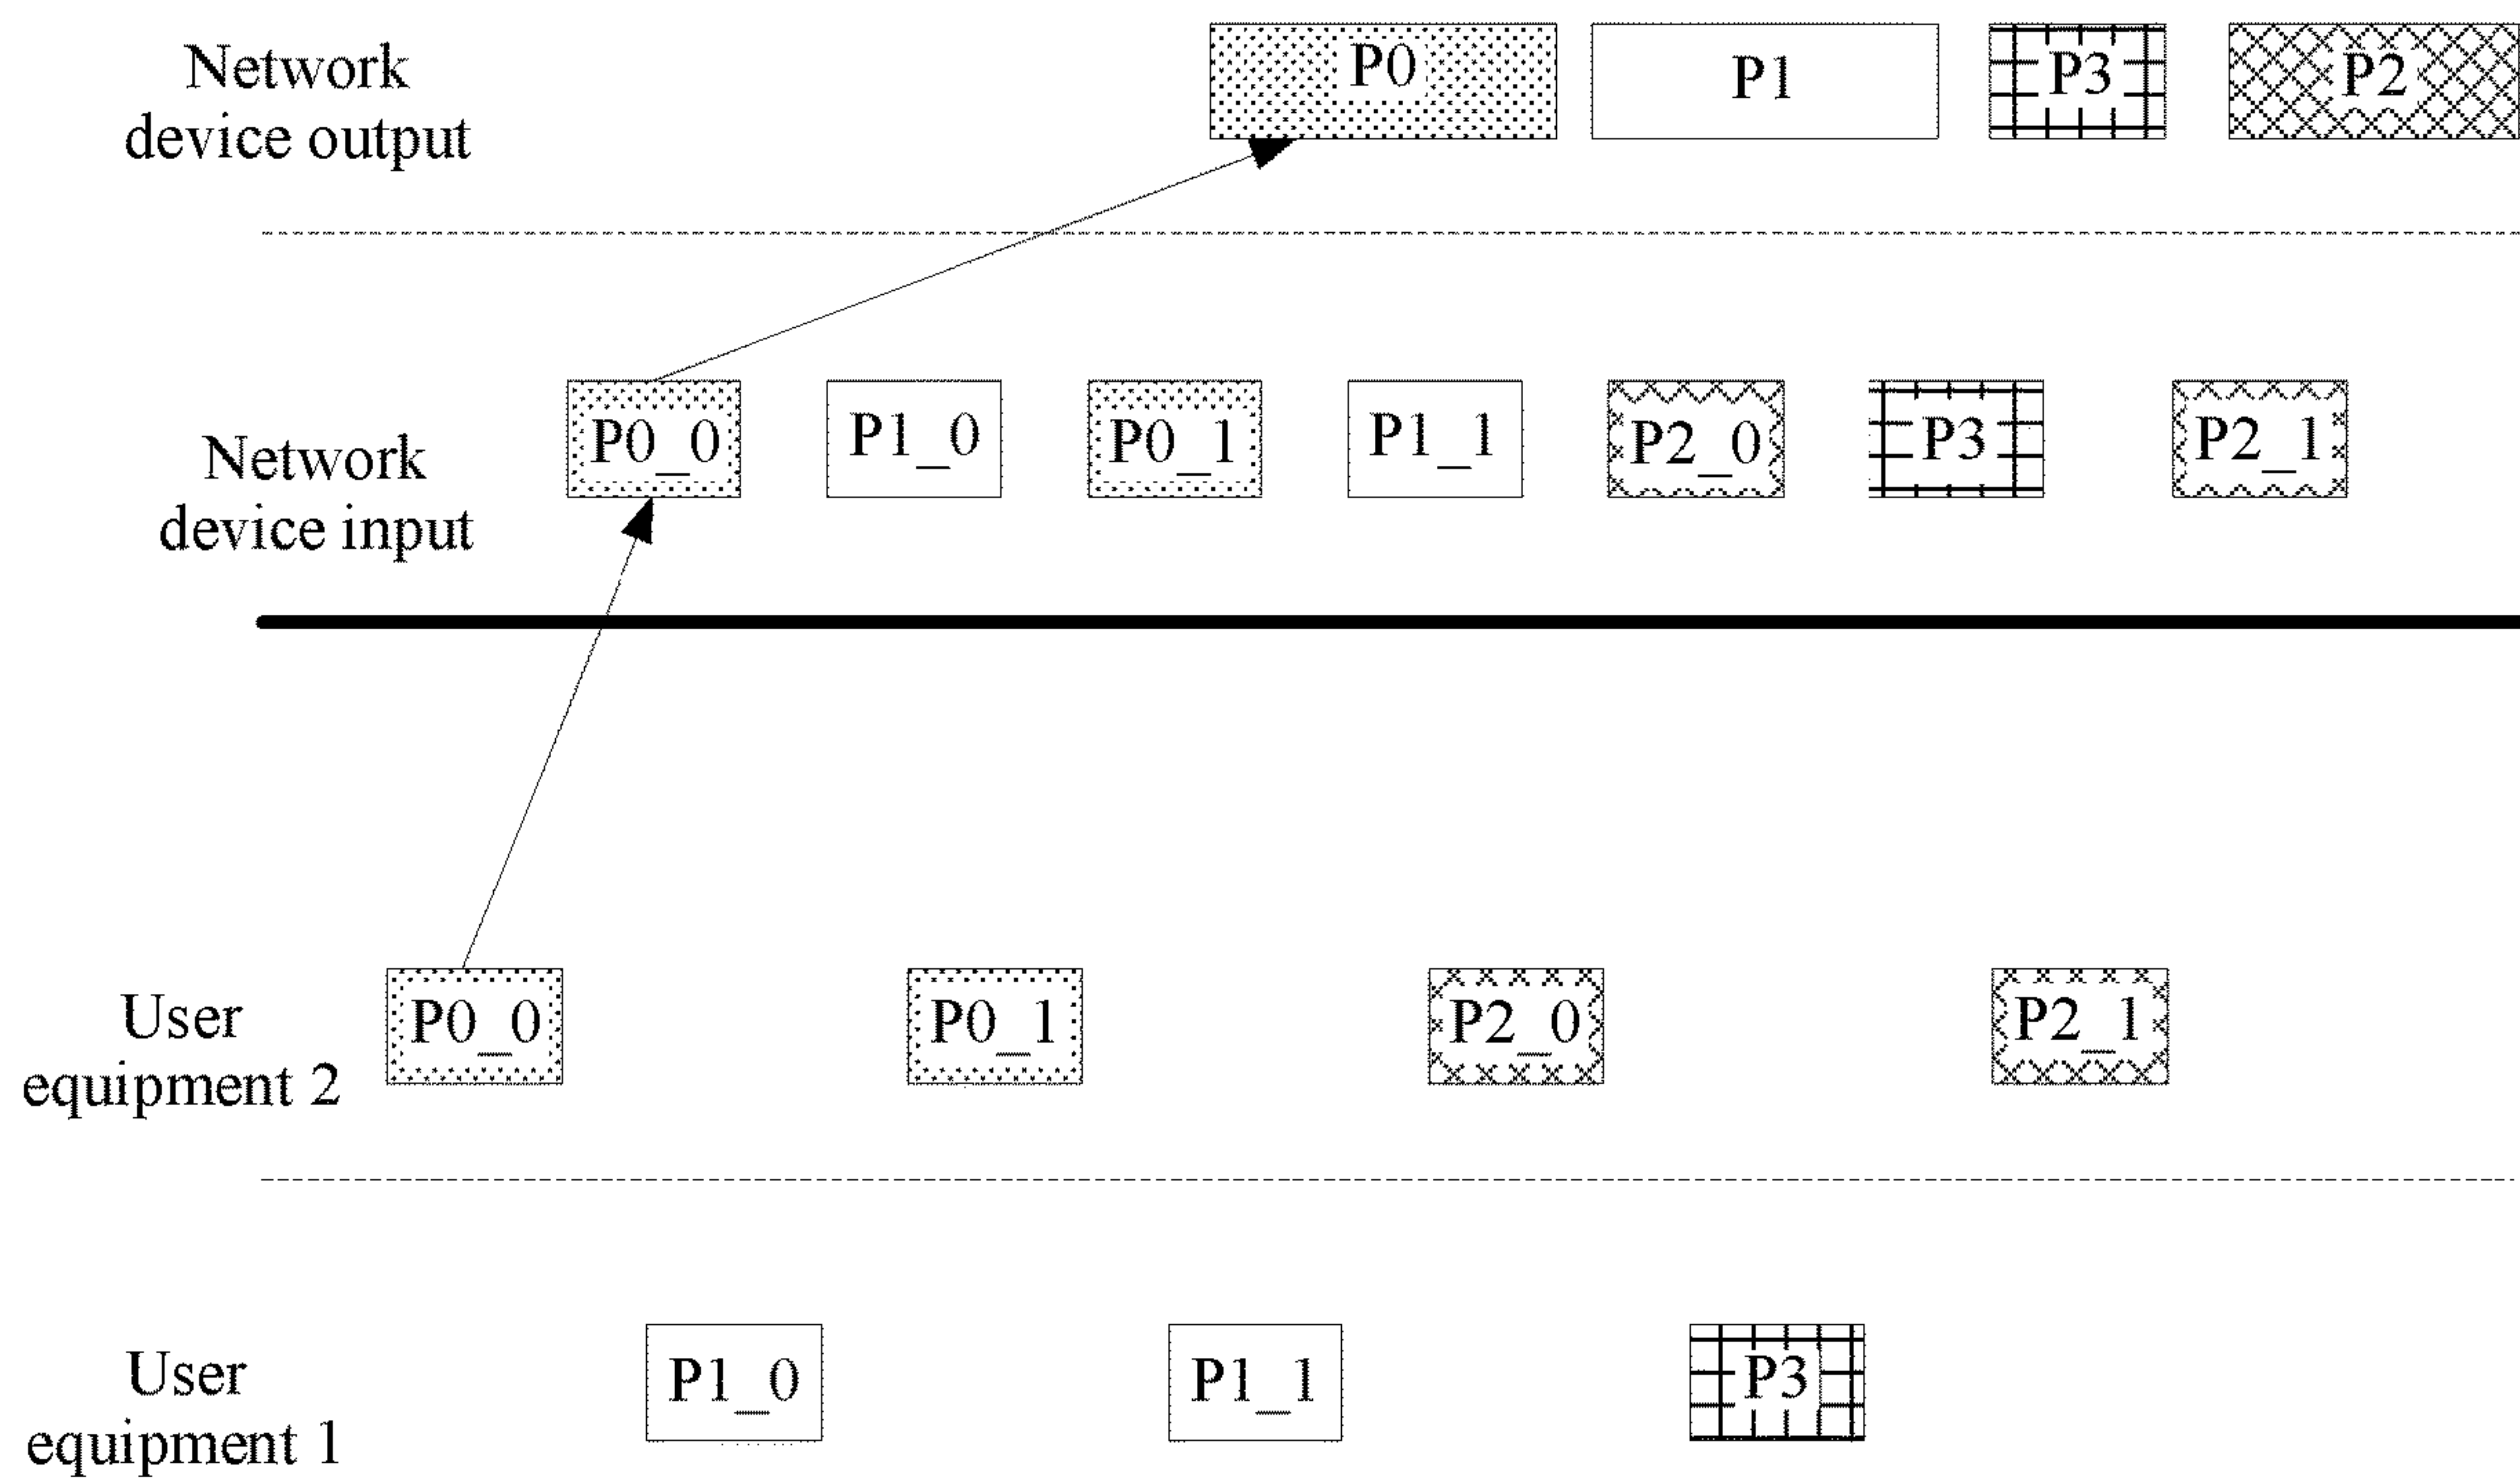 Network
device output
P0
P1
P3
P2
Network
device input
P0_0
P1_0
P0_1
P1_1
P2_0
P3
P2_1
User
equipment 2
P0_0
P0_1
P2_0
P2_1
User
equipment 1
P1_0
P1_1
P3